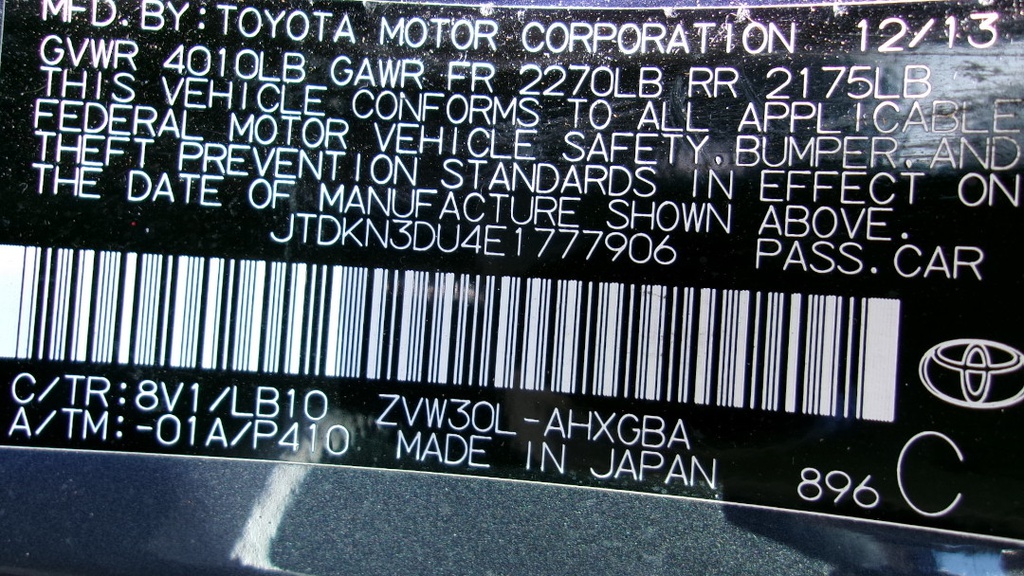 MFD.BY:TOYOTA MOTOR CORPORATION 12/13
GVWR 4010LB GAWR FR 2270LB RR 2175LB
THIS VEHICLE CONFORMS TO ALL APPLICABLE
FEDERAL MOTOR VEHICLE SAFETY,BUMPER,AND
THEFT PREVENTION STANDARDS IN EFFECT ON
THE DATE OF MANUFACTURE SHOWN ABOVE.
JTDKN3DU4E1777906 PASS.CAR
C/TR:8V1/LB10 ZVW30L-AHXGBA
A/TM:-01A/P410 MADE IN JAPAN 896 C